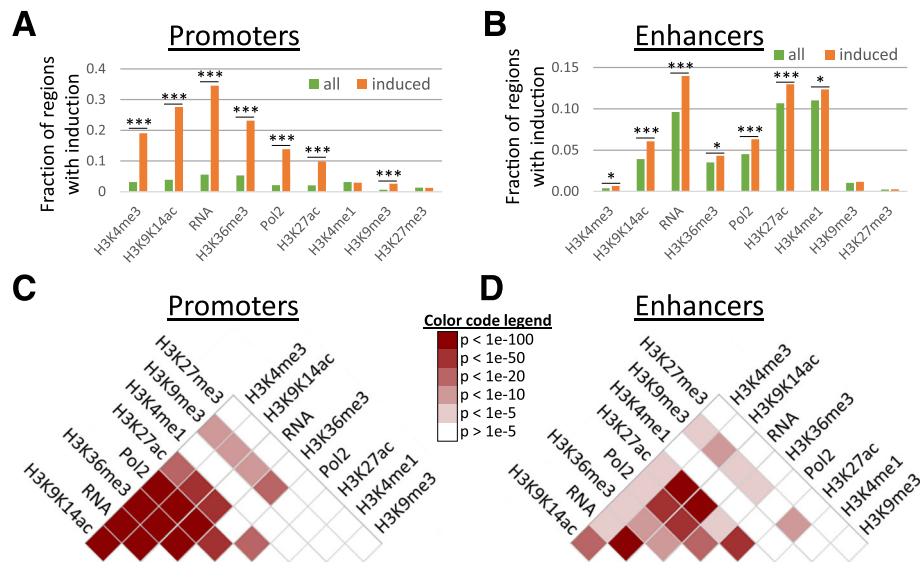 A
Promoters
Fraction of regions
with induction
all
induced
0.4
0.3
0.2
0.1
0
***
***
***
***
***
***
***
H3K4me3
H3K9K14ac
RNA
H3K36me3
Pol2
H3K27ac
H3K4me1
H3K9me3
H3K27me3
B
Enhancers
Fraction of regions
with induction
all
induced
0.15
0.10
0.05
0.00
*
***
***
*
***
***
*
H3K4me3
H3K9K14ac
RNA
H3K36me3
Pol2
H3K27ac
H3K4me1
H3K9me3
H3K27me3
C
Promoters
H3K27me3
H3K9me3
H3K4me1
H3K27ac
Pol2
H3K36me3
RNA
H3K9K14ac
H3K4me3
H3K9K14ac
RNA
H3K36me3
Pol2
H3K27ac
H3K4me1
H3K9me3
Color code legend
p < 1e-100
p < 1e-50
p < 1e-20
p < 1e-10
p < 1e-5
p > 1e-5
D
Enhancers
H3K27me3
H3K9me3
H3K4me1
H3K27ac
Pol2
H3K36me3
RNA
H3K9K14ac
H3K4me3
H3K9K14ac
RNA
H3K36me3
Pol2
H3K27ac
H3K4me1
H3K9me3